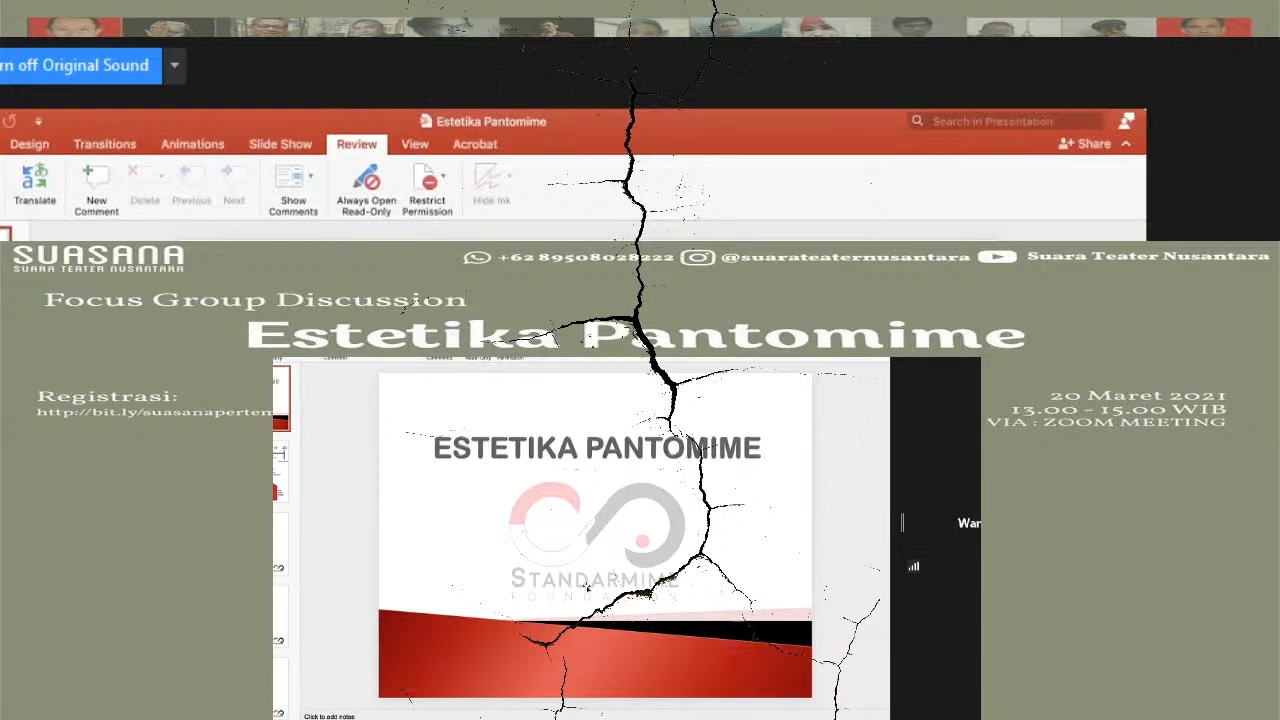 rn off Original Sound
Estetika Pantomime
Search in Presentation
Design Transitions Animations Slide Show Review View Acrobat
Share
Translate New Comment Delete Previous Next Show Comments Always Open Read-Only Restrict Permission Hide Ink
SUASANA
SUARA TEATER NUSANTARA
+62 89508028222 @suarateaternusantara Suara Teater Nusantara
Focus Group Discussion
Estetika Pantomime
Registrasi:
http://bit.ly/suasanaperten
20 Maret 2021
13.00 - 15.00 WIB
VIA : ZOOM MEETING
ESTETIKA PANTOMIME
STANDARMIME
FOUNDATION
War
Click to add notes